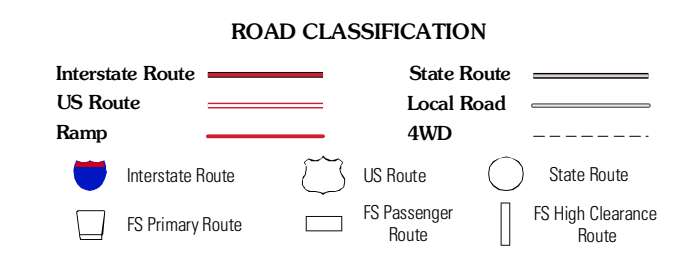 ROAD CLASSIFICATION
Interstate Route
State Route
US Route
Local Road
Ramp
4WD
Interstate Route
US Route
State Route
FS Primary Route
FS Passenger
Route
FS High Clearance
Route